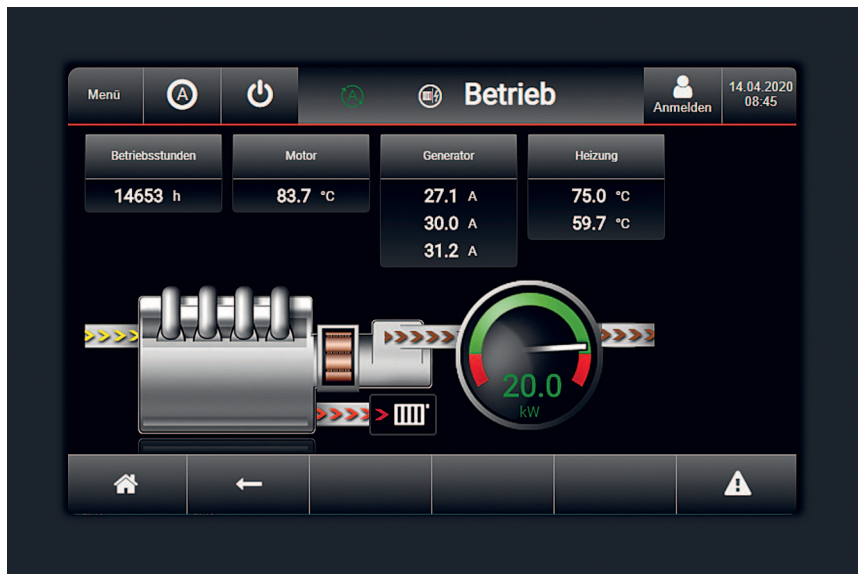 Menü
A
A
Betrieb
Anmelden
14.04.2020
08:45
Betriebsstunden
14653 h
Motor
83.7 °C
Generator
27.1 A
30.0 A
31.2 A
Heizung
75.0 °C
59.7 °C
20.0
kW